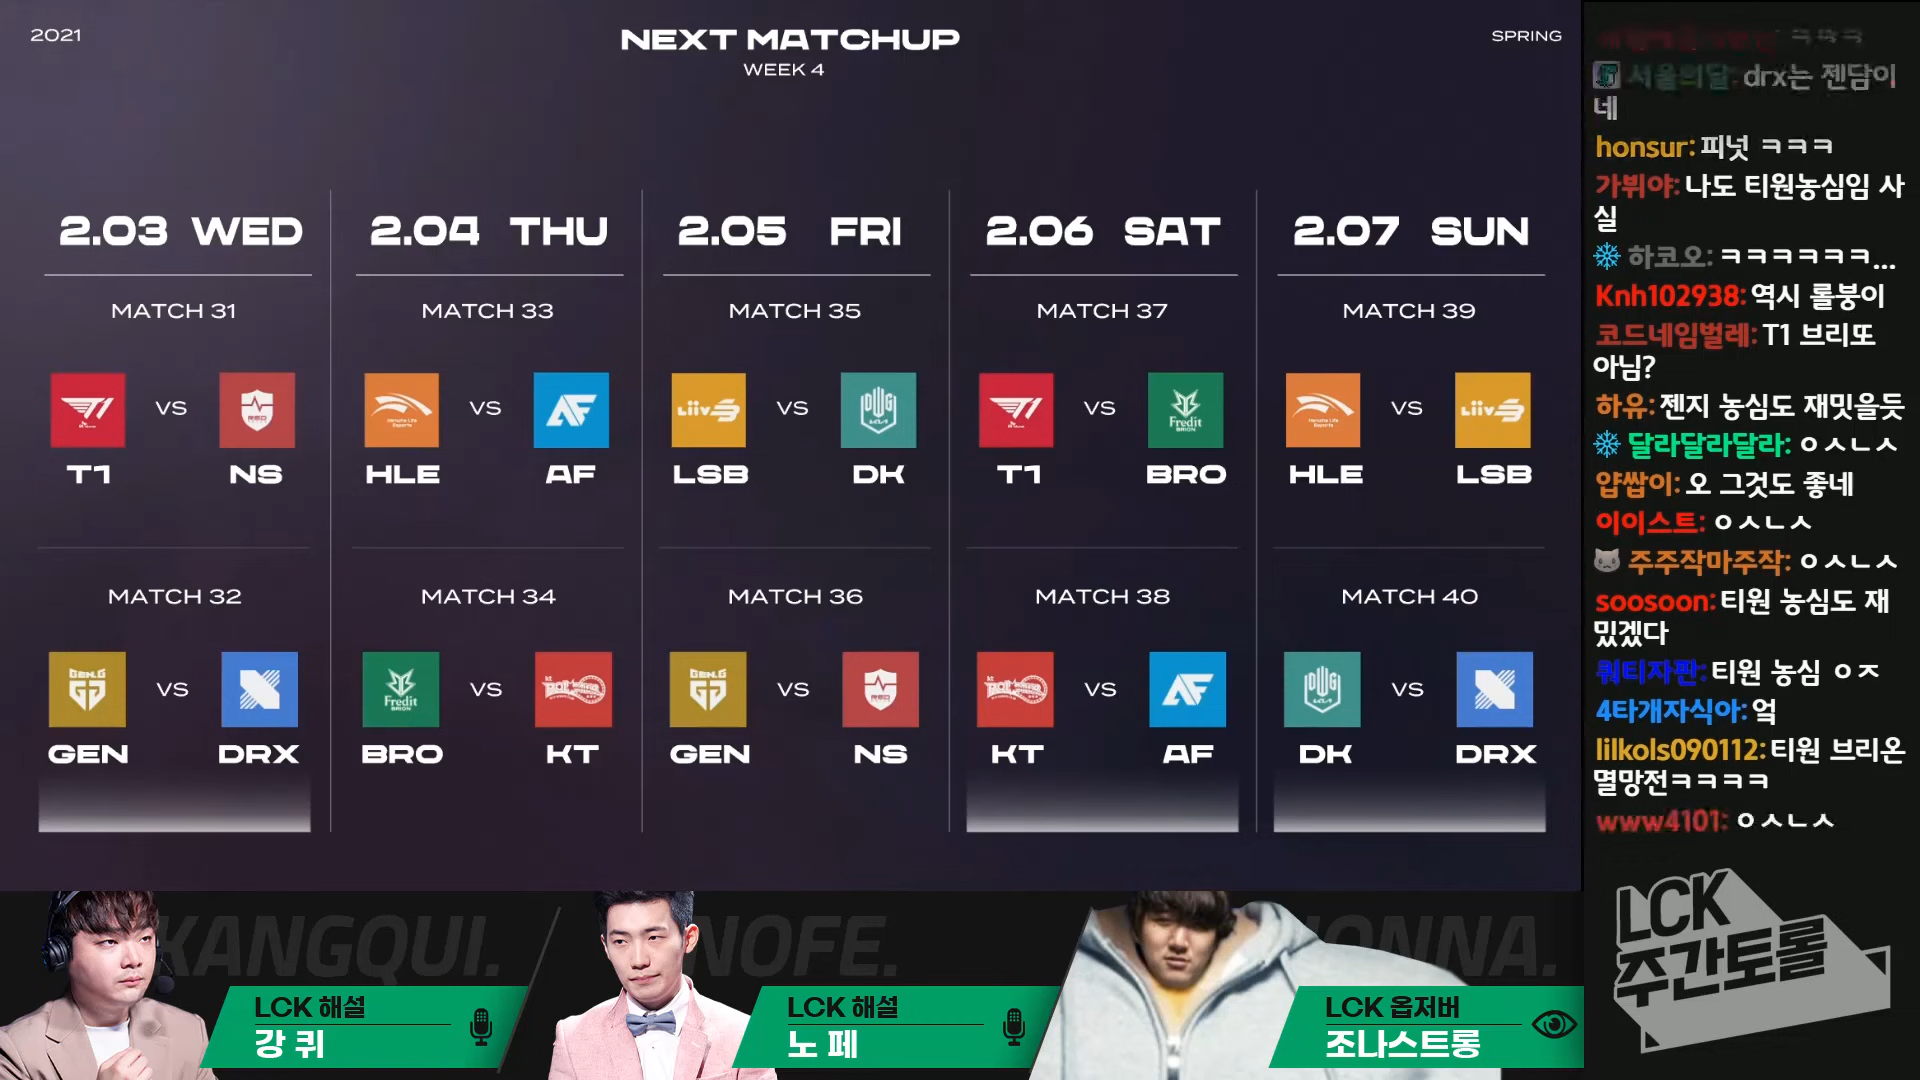 2021
NEXT MATCHUP
WEEK 4
SPRING
2.03 WED
2.04 THU
2.05 FRI
2.06 SAT
2.07 SUN
MATCH 31
MATCH 33
MATCH 35
MATCH 37
MATCH 39
T1 VS NS
HLE VS AF
LSB VS DK
T1 VS BRO
HLE VS LSB
MATCH 32
MATCH 34
MATCH 36
MATCH 38
MATCH 40
GEN VS DRX
BRO VS KT
GEN VS NS
KT VS AF
DK VS DRX
ㅋㅋㅋ
서울의달: drx는 젠담이
네
honsur: 피넛 ㅋㅋㅋ
가뷔야: 나도 티원농심임 사
실
하코오: ㅋㅋㅋㅋㅋㅋ...
Knh102938: 역시 롤붕이
코드네임벌레: T1 브리또
아님?
하유: 젠지 농심도 재밋을듯
달라달라달라: ㅇㅅㄴㅅ
얍쌉이: 오 그것도 좋네
이이스트: ㅇㅅㄴㅅ
주주작마주작: ㅇㅅㄴㅅ
soosoon: 티원 농심도 재
밌겠다
쿼티자판: 티원 농심 ㅇㅈ
4타개자식아: 억
lilkols090112: 티원 브리온
멸망전ㅋㅋㅋㅋ
www4101: ㅇㅅㄴㅅ
KANGQUI.
LCK 해설
강 퀴
NOFE.
LCK 해설
노 페
LCK 옵저버
조나스트롱
LCK
주간토롤